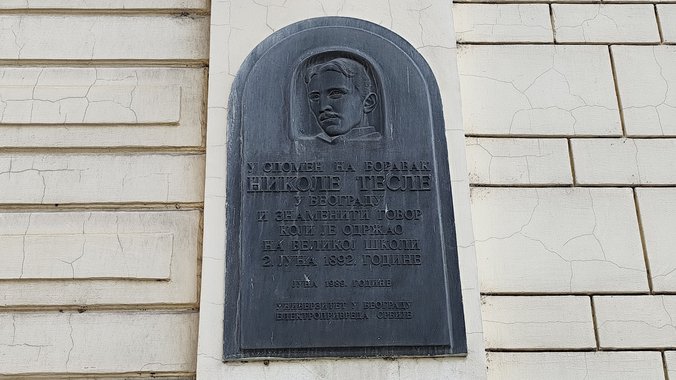 У СПОМЕН НА БОРАВАК
НИКОЛЕ ТЕСЛЕ
У БЕОГРАДУ
И ЗНАМЕНИТИ ГОВОР
КОЈИ ЈЕ ОДРЖАО
НА ВЕЛИКОЈ ШКОЛИ
2. ЈУНА 1892. ГОДИНЕ
ЈУНА 1989. ГОДИНЕ
УНИВЕРЗИТЕТ У БЕОГРАДУ
ЕЛЕКТРОПРИВРЕДА СРБИЈЕ